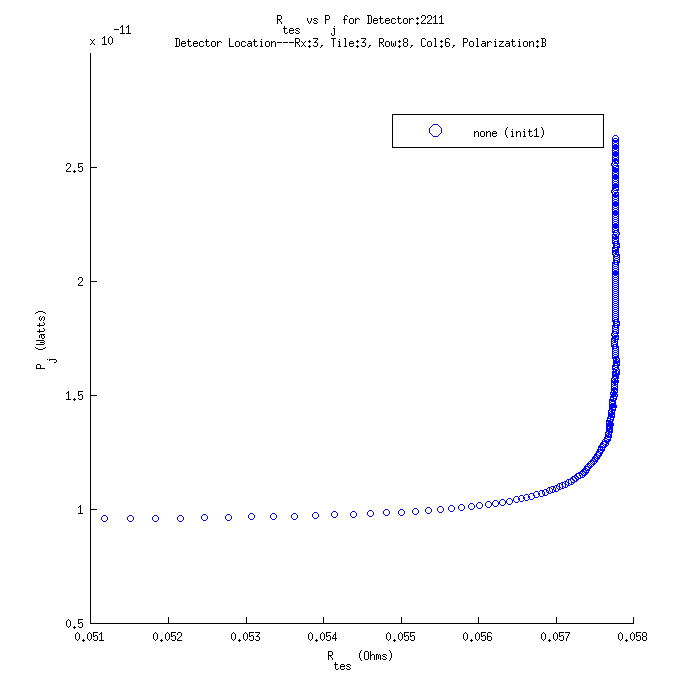 R_tes vs P_j for Detector:2211
Detector Location---Rx:3, Tile:3, Row:8, Col:6, Polarization:B
x 10^-11
none (init1)
2.5
2
1.5
1
0.5
P_j (Watts)
0.051 0.052 0.053 0.054 0.055 0.056 0.057 0.058
R_tes (Ohms)